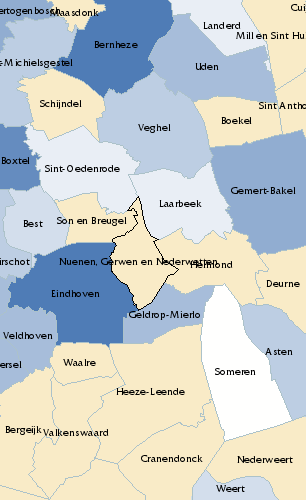 Cui
ertogenbosch
Maasdonk
Landerd
Mill en Sint Hu
Bernheze
-Michielsgestel
Uden
Schijndel
Sint Antho
Boekel
Veghel
Boxtel
Sint-Oedenrode
Gemert-Bakel
Laarbeek
Best
Son en Breugel
irschot
Nuenen, Gerwen en Nederwetten
Helmond
Deurne
Eindhoven
Geldrop-Mierlo
Veldhoven
Asten
ersel
Waalre
Someren
Heeze-Leende
Bergeijk
Valkenswaard
Cranendonck
Nederweert
Weert